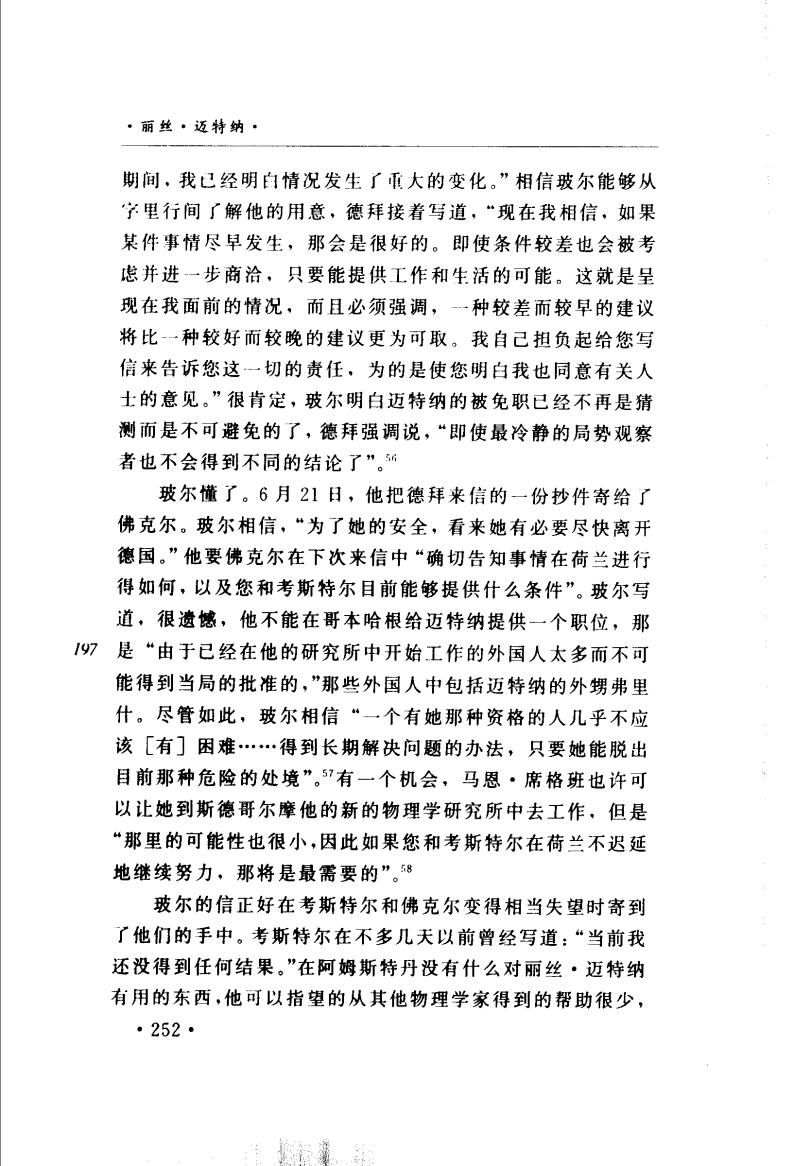 ·丽丝·迈特纳·
期间，我已经明白情况发生了重大的变化。”相信玻尔能够从
字里行间了解他的用意，德拜接着写道，“现在我相信，如果
某件事情尽早发生，那会是很好的。即使条件较差也会被考
虑并进一步商洽，只要能提供工作和生活的可能。这就是呈
现在我面前的情况，而且必须强调，一种较差而较早的建议
将比一种较好而较晚的建议更为可取。我自己担负起给您写
信来告诉您这一切的责任，为的是使您明白我也同意有关人
士的意见。”很肯定，玻尔明白迈特纳的被免职已经不再是猜
测而是不可避免的了，德拜强调说，“即使最冷静的局势观察
者也不会得到不同的结论了”。56
玻尔懂了。6月21日，他把德拜来信的一份抄件寄给了
佛克尔。玻尔相信，“为了她的安全，看来她有必要尽快离开
德国。”他要佛克尔在下次来信中“确切告知事情在荷兰进行
得如何，以及您和考斯特尔目前能够提供什么条件”。玻尔写
道，很遗憾，他不能在哥本哈根给迈特纳提供一个职位，那
197 是“由于已经在他的研究所中开始工作的外国人太多而不可
能得到当局的批准的，”那些外国人中包括迈特纳的外甥弗里
什。尽管如此，玻尔相信“一个有她那种资格的人几乎不应
该［有］困难……得到长期解决问题的办法，只要她能脱出
目前那种危险的处境”。57有一个机会，马恩·席格班也许可
以让她到斯德哥尔摩他的新的物理学研究所中去工作，但是
“那里的可能性也很小，因此如果您和考斯特尔在荷兰不迟延
地继续努力，那将是最需要的”。58
玻尔的信正好在考斯特尔和佛克尔变得相当失望时寄到
了他们的手中。考斯特尔在不多几天以前曾经写道：“当前我
还没得到任何结果。”在阿姆斯特丹没有什么对丽丝·迈特纳
有用的东西，他可以指望的从其他物理学家得到的帮助很少，
·252·